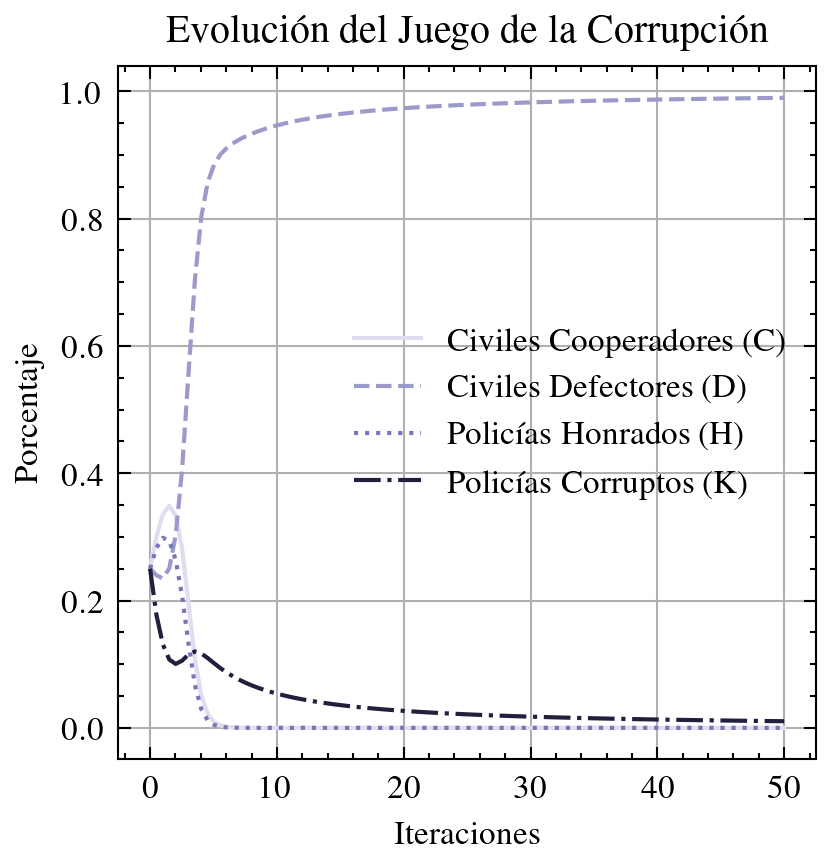 Evolución del Juego de la Corrupción
1.0
0.8
0.6
0.4
0.2
0.0
Porcentaje
Civiles Cooperadores (C)
Civiles Defectores (D)
Policías Honrados (H)
Policías Corruptos (K)
0 10 20 30 40 50
Iteraciones